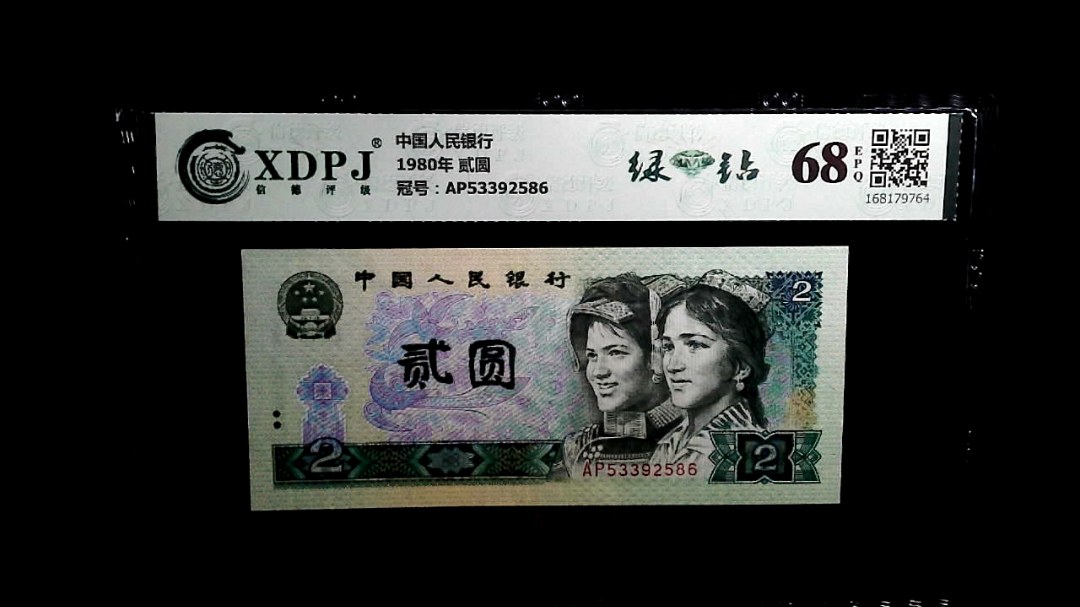 XDPJ®
信德评级
中国人民银行
1980年 贰圆
冠号：AP53392586
绿 钻
68
EPQ
168179764
中国人民银行
2
贰圆
2
AP53392586
2